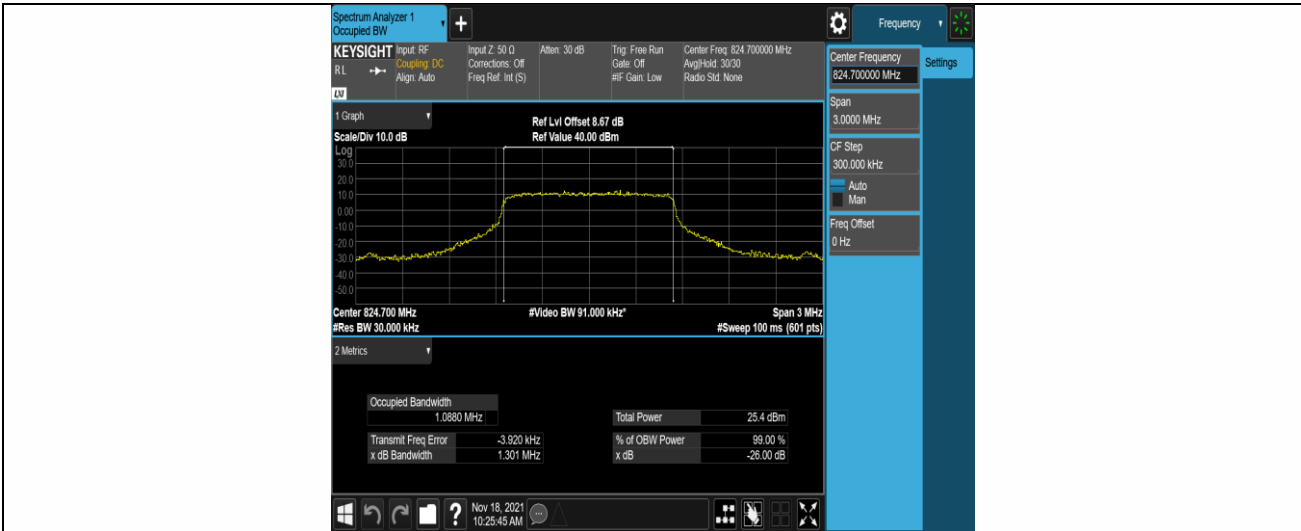 Spectrum Analyzer 1
Occupied BW
+
Frequency
KEYSIGHT
R L
LXI
Input: RF
Coupling: DC
Align: Auto
Input Z: 50 Ω
Corrections: Off
Freq Ref: Int (S)
Atten: 30 dB
Trig: Free Run
Gate: Off
#IF Gain: Low
Center Freq: 824.700000 MHz
Avg|Hold: 30/30
Radio Std: None
Center Frequency
824.700000 MHz
Settings
Span
3.0000 MHz
CF Step
300.000 kHz
Auto
Man
Freq Offset
0 Hz
1 Graph
Scale/Div 10.0 dB
Ref Lvl Offset 8.67 dB
Ref Value 40.00 dBm
Log
30.0
20.0
10.0
0.00
-10.0
-20.0
-30.0
-40.0
-50.0
Center 824.700 MHz
#Video BW 91.000 kHz*
Span 3 MHz
#Res BW 30.000 kHz
#Sweep 100 ms (601 pts)
2 Metrics
Occupied Bandwidth
1.0880 MHz
Total Power 25.4 dBm
Transmit Freq Error -3.920 kHz
% of OBW Power 99.00 %
x dB Bandwidth 1.301 MHz
x dB -26.00 dB
?
Nov 18, 2021
10:25:45 AM